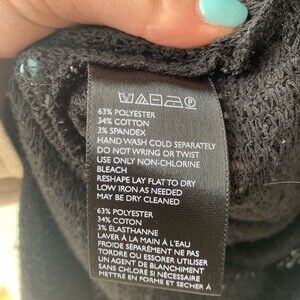 63% POLYESTER
34% COTTON
3% SPANDEX
HAND WASH COLD SEPARATELY
DO NOT WRING OR TWIST
USE ONLY NON-CHLORINE
BLEACH
RESHAPE LAY FLAT TO DRY
LOW IRON AS NEEDED
MAY BE DRY CLEANED
63% POLYESTER
34% COTTON
3% ÉLASTHANNE
LAVER À LA MAIN À L'EAU
FROIDE SÉPARÉMENT NE PAS
TORDRE OU ESSORER UTILISER
UN AGENT DE BLANCHIMENT
SANS CHLORE SI NÉCESSAIRE
METTRE EN FORME ET SÉCHER À